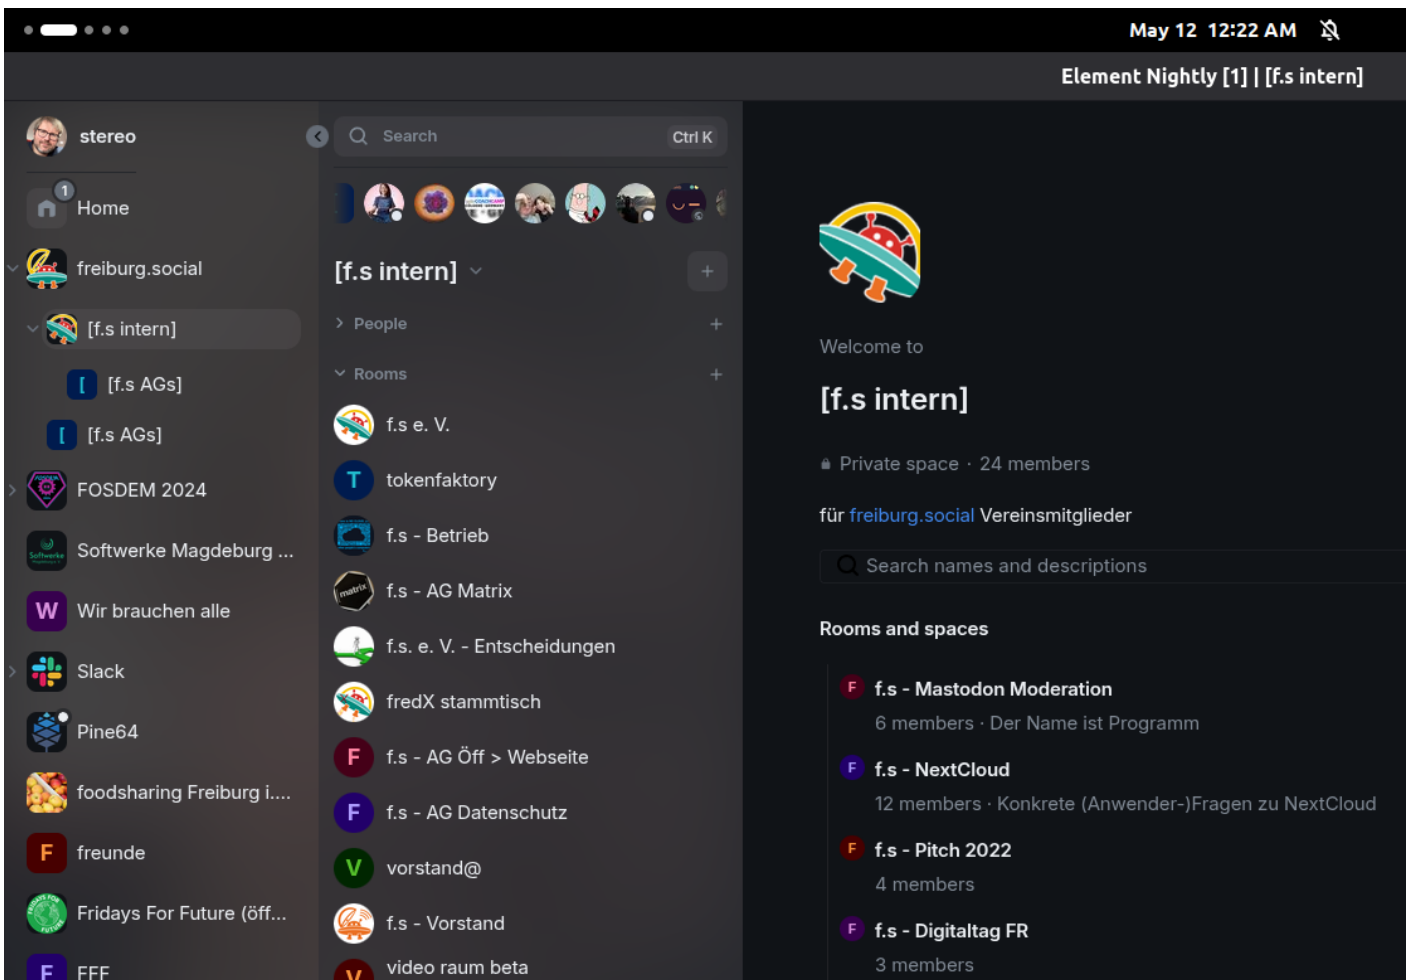 May 12 12:22 AM
Element Nightly [1] | [f.s intern]
stereo
1
Home
freiburg.social
[f.s intern]
[ [f.s AGs]
[ [f.s AGs]
FOSDEM 2024
Softwerke Magdeburg ...
W Wir brauchen alle
Slack
Pine64
foodsharing Freiburg i....
F freunde
Fridays For Future (öff...
F FFF
Search Ctrl K
[f.s intern]
People
Rooms
f.s e. V.
T tokenfaktory
f.s - Betrieb
matrix f.s - AG Matrix
f.s. e. V. - Entscheidungen
fredX stammtisch
F f.s - AG Öff > Webseite
F f.s - AG Datenschutz
V vorstand@
f.s - Vorstand
V video raum beta
Welcome to
[f.s intern]
Private space · 24 members
für freiburg.social Vereinsmitglieder
Search names and descriptions
Rooms and spaces
F f.s - Mastodon Moderation
6 members · Der Name ist Programm
F f.s - NextCloud
12 members · Konkrete (Anwender-)Fragen zu NextCloud
F f.s - Pitch 2022
4 members
F f.s - Digitaltag FR
3 members